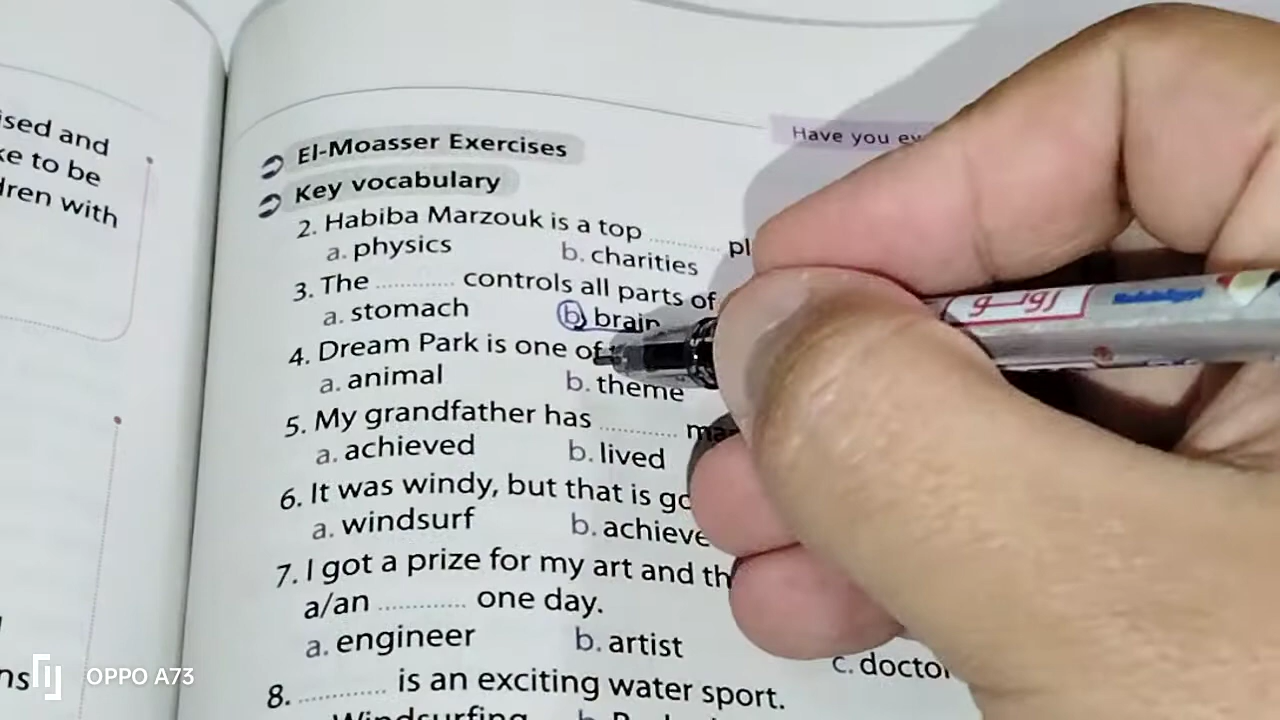 ised and
ke to be
dren with
ns
El-Moasser Exercises
Have you
Key vocabulary
2. Habiba Marzouk is a top ............ pl
a. physics b. charities
3. The ............ controls all parts of
a. stomach b. brain
4. Dream Park is one of
a. animal b. theme
5. My grandfather has ............ ma
a. achieved b. lived
6. It was windy, but that is go
a. windsurf b. achieve
7. I got a prize for my art and th
a/an ............ one day.
a. engineer b. artist c. doctor
8. ............ is an exciting water sport.
Windsurfing b.
روتو
OPPO A73